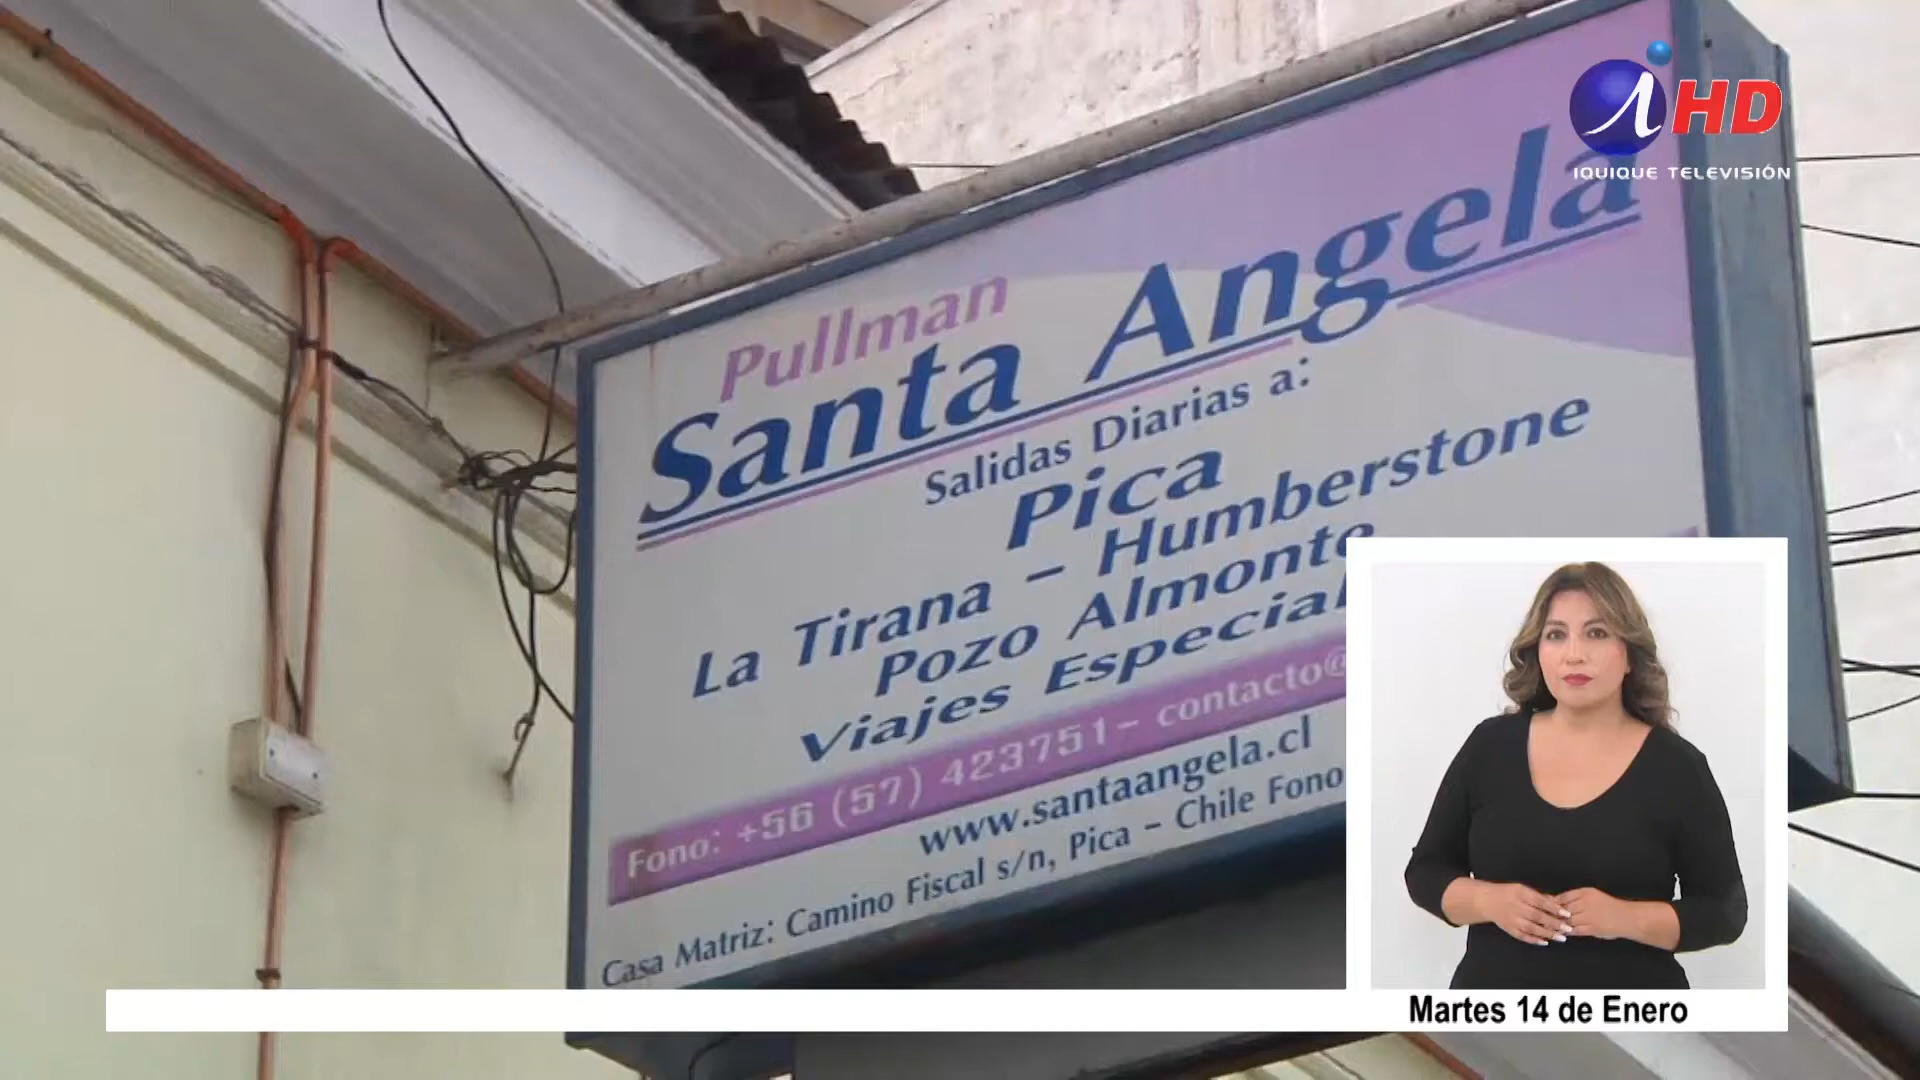 iHD
IQUIQUE TELEVISIÓN
Pullman
Santa Angela
Salidas Diarias a:
Pica
La Tirana - Humberstone
Pozo Almonte
Viajes Especial
Fono: +56 (57) 423751- contacto@
www.santaangela.cl
Casa Matriz: Camino Fiscal s/n, Pica - Chile Fono
Martes 14 de Enero